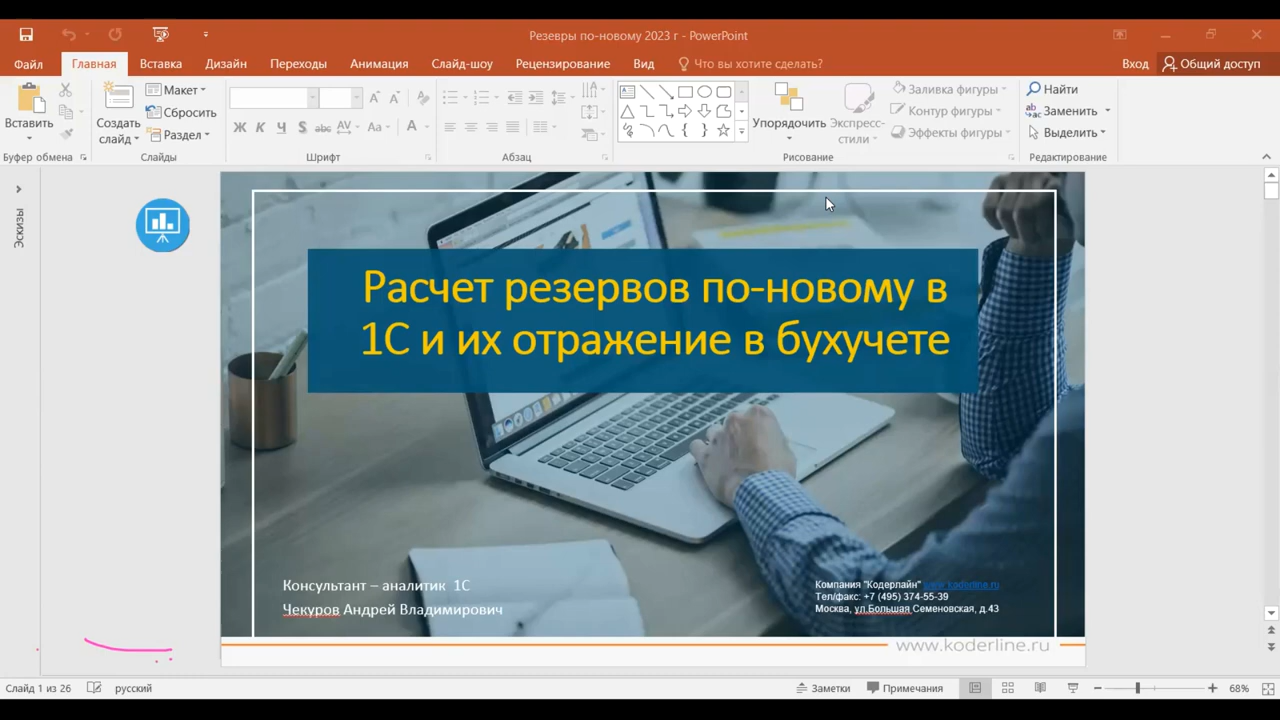 Резевры по-новому 2023 г - PowerPoint
Файл Главная Вставка Дизайн Переходы Анимация Слайд-шоу Рецензирование Вид Что вы хотите сделать? Вход Общий доступ
Вставить
Буфер обмена
Создать слайд
Макет
Сбросить
Раздел
Слайды
Ж К Ч S abc AV Aa А
Шрифт
Абзац
Упорядочить
Экспресс-стили
Заливка фигуры
Контур фигуры
Эффекты фигуры
Рисование
Найти
Заменить
Выделить
Редактирование
Эскизы
Расчет резервов по-новому в
1С и их отражение в бухучете
Консультант – аналитик 1С
Чекуров Андрей Владимирович
Компания "Кодерлайн" www.koderline.ru
Тел/факс: +7 (495) 374-55-39
Москва, ул.Большая Семеновская, д.43
www.koderline.ru
Слайд 1 из 26 русский Заметки Примечания 68%